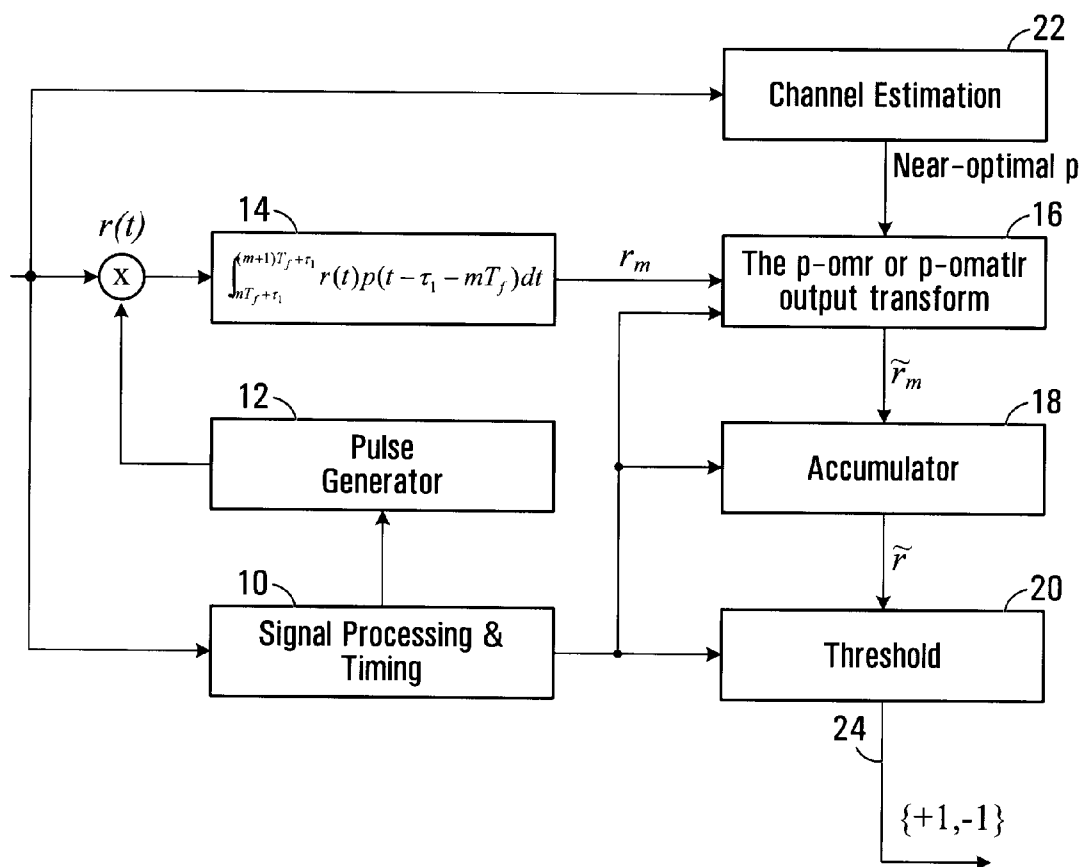 22
Channel Estimation
Near-optimal p
r(t)
X
14
∫_{mT_f+τ_1}^{(m+1)T_f+τ_1} r(t)p(t-τ_1-mT_f)dt
r_m
16
The p-omr or p-omatlr
output transform
r̃_m
12
Pulse
Generator
18
Accumulator
r̃
10
Signal Processing &
Timing
20
Threshold
24
{+1,-1}